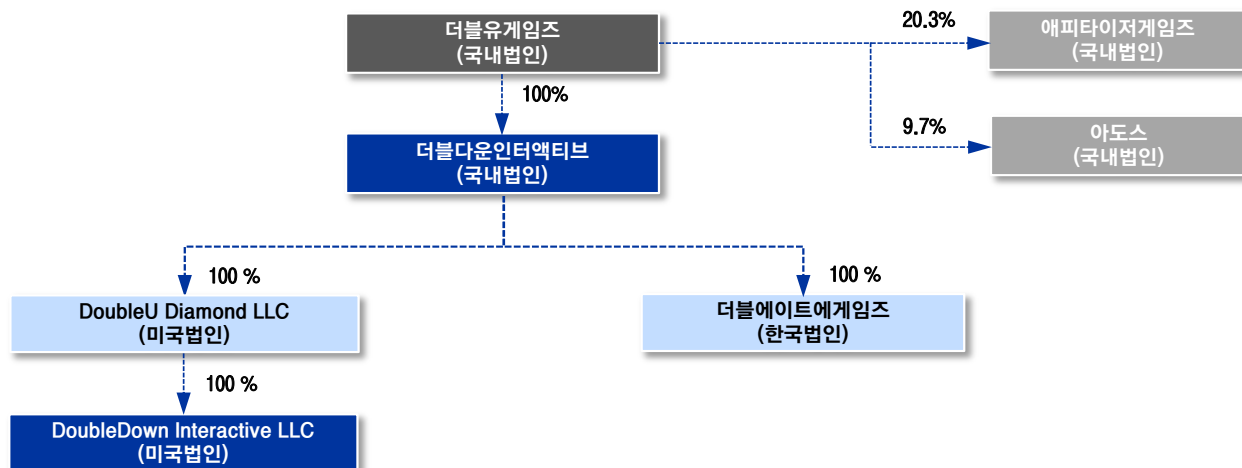 더블유게임즈
(국내법인)
20.3%
애피타이저게임즈
(국내법인)
100%
9.7%
아도스
(국내법인)
더블다운인터액티브
(국내법인)
100 %
100 %
DoubleU Diamond LLC
(미국법인)
더블에이트에게임즈
(한국법인)
100 %
DoubleDown Interactive LLC
(미국법인)